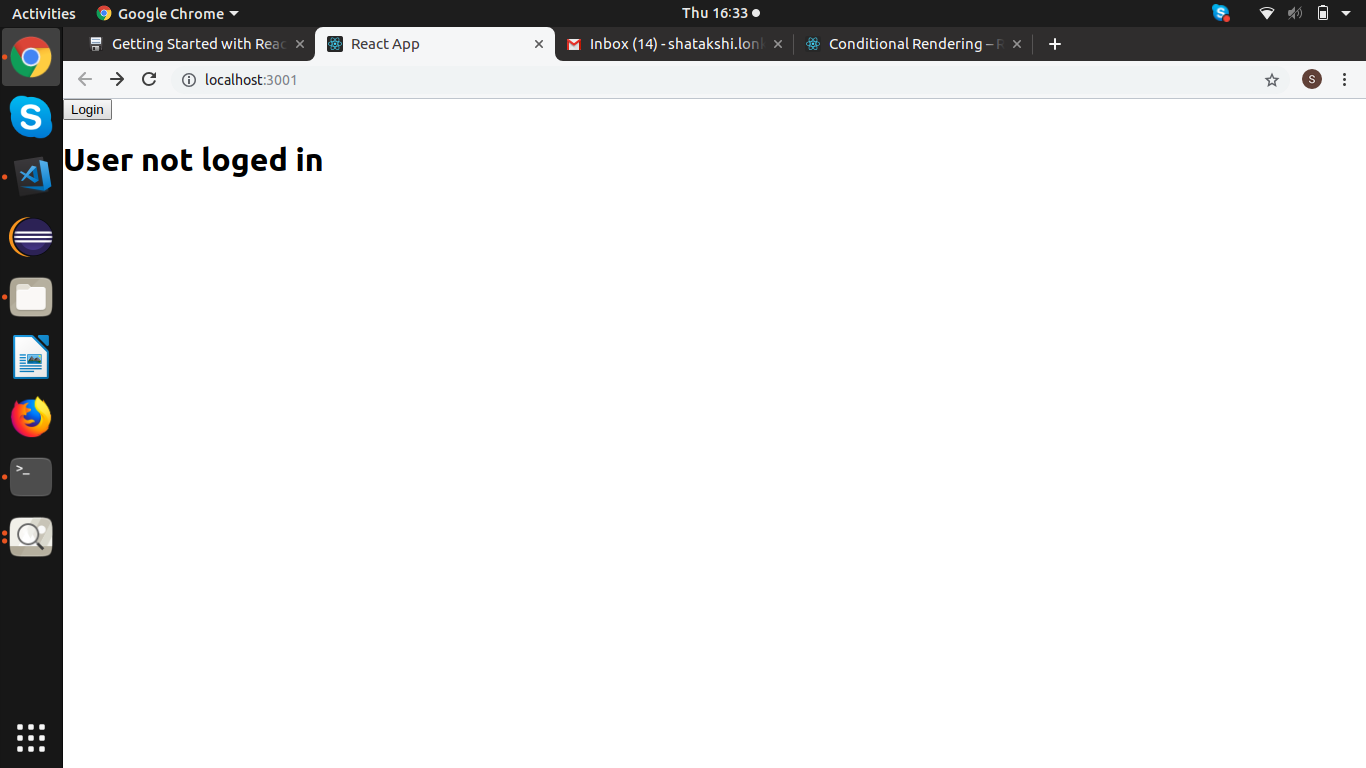 Activities Google Chrome Thu 16:33
Getting Started with Reac React App Inbox (14) - shatakshi.lonk Conditional Rendering – R
localhost:3001 S
Login
User not loged in